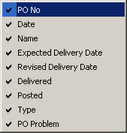 PO No
Date
Name
Expected Delivery Date
Revised Delivery Date
Delivered
Posted
Type
PO Problem